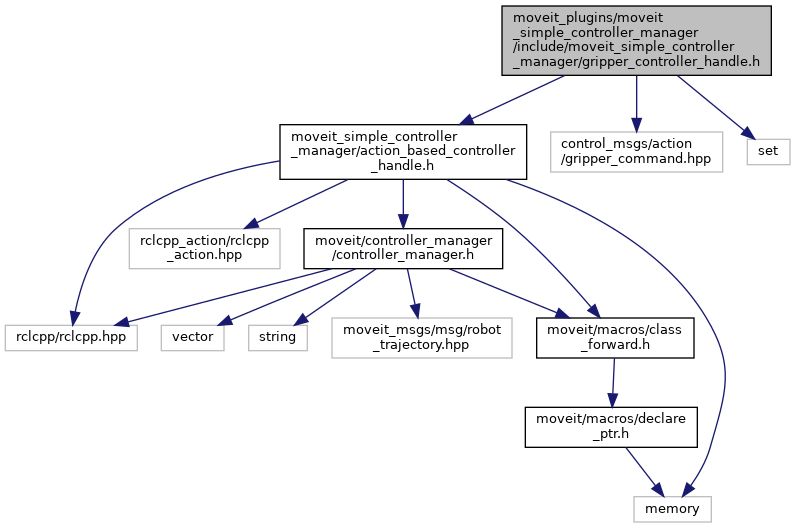 moveit_plugins/moveit
_simple_controller_manager
/include/moveit_simple_controller
_manager/gripper_controller_handle.h
moveit_simple_controller
_manager/action_based_controller
_handle.h
control_msgs/action
/gripper_command.hpp
set
rclcpp_action/rclcpp
_action.hpp
moveit/controller_manager
/controller_manager.h
rclcpp/rclcpp.hpp
vector
string
moveit_msgs/msg/robot
_trajectory.hpp
moveit/macros/class
_forward.h
moveit/macros/declare
_ptr.h
memory